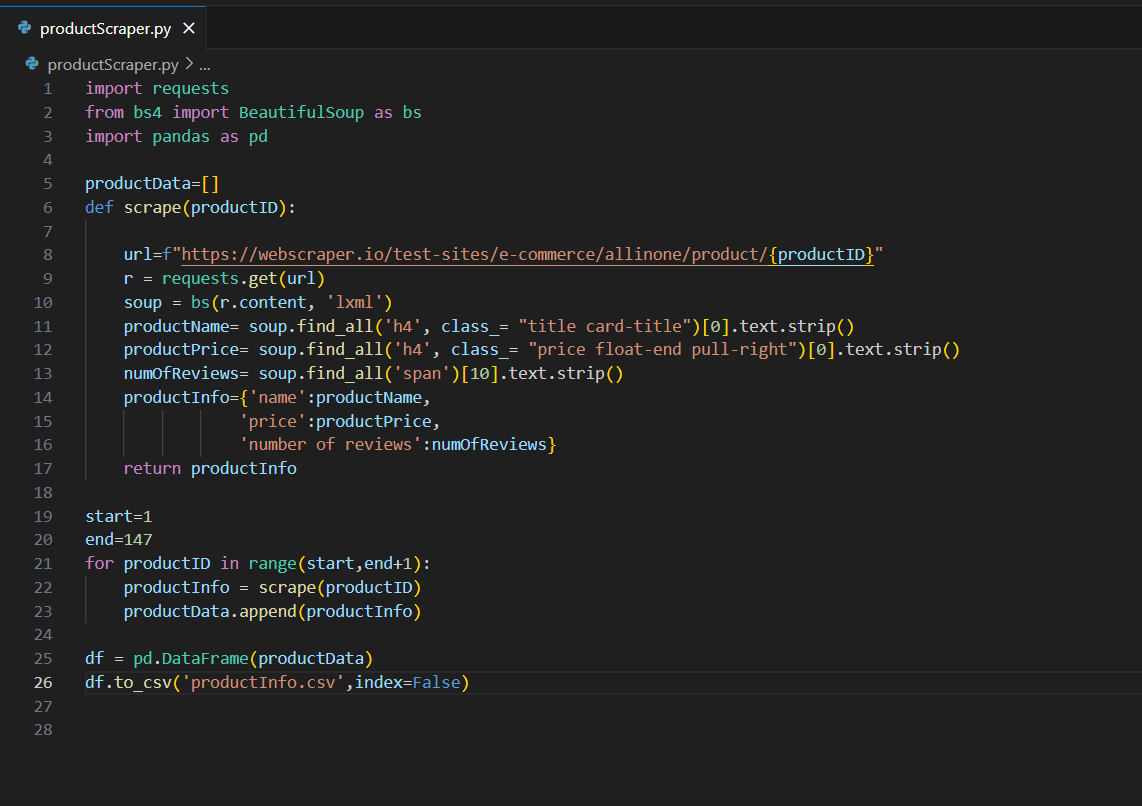 productScraper.py ×
productScraper.py > ...
1 import requests
2 from bs4 import BeautifulSoup as bs
3 import pandas as pd
4
5 productData=[]
6 def scrape(productID):
7
8 url=f"https://webscraper.io/test-sites/e-commerce/allinone/product/{productID}"
9 r = requests.get(url)
10 soup = bs(r.content, 'lxml')
11 productName= soup.find_all('h4', class_= "title card-title")[0].text.strip()
12 productPrice= soup.find_all('h4', class_= "price float-end pull-right")[0].text.strip()
13 numOfReviews= soup.find_all('span')[10].text.strip()
14 productInfo={'name':productName,
15 'price':productPrice,
16 'number of reviews':numOfReviews}
17 return productInfo
18
19 start=1
20 end=147
21 for productID in range(start,end+1):
22 productInfo = scrape(productID)
23 productData.append(productInfo)
24
25 df = pd.DataFrame(productData)
26 df.to_csv('productInfo.csv',index=False)
27
28